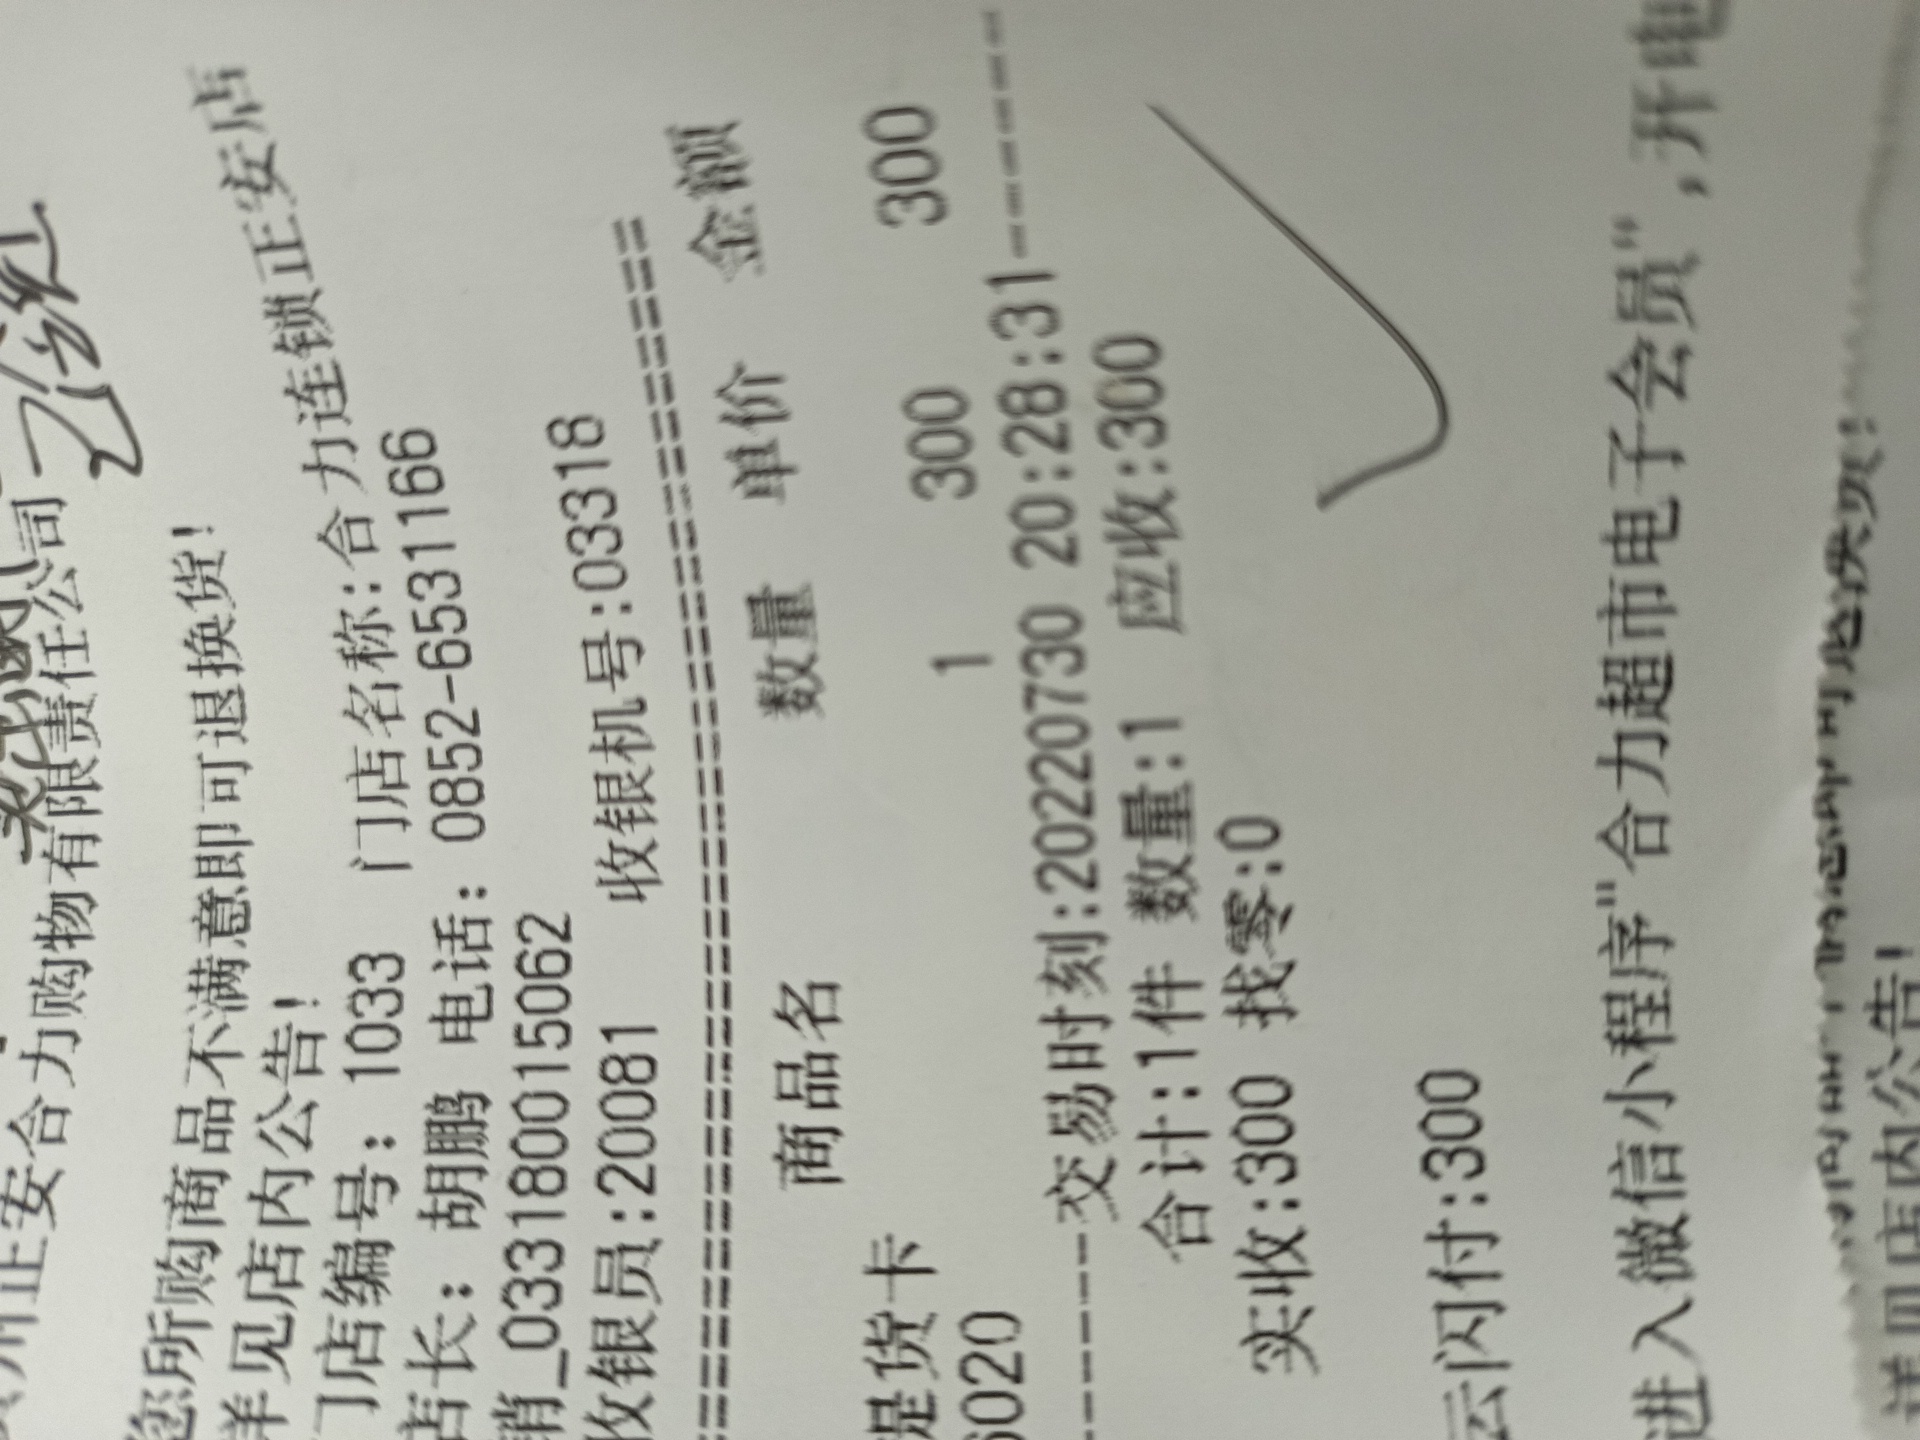 州正安合力购物有限责任公司
您所购商品不满意即可退换货!
详见店内公告!
门店编号: 1033 门店名称:合力连锁正安店
店长: 胡鹏 电话: 0852-6531166
销_033180015062
收银员:20081 收银机号:03318
商品名 数量 单价 金额
提货卡
6020 1 300 300
交易时刻:20220730 20:28:31
合计:1件 数量:1 应收:300
实收:300 找零:0
云闪付:300
进入微信小程序"合力超市电子会员",开电
详见店内公告!